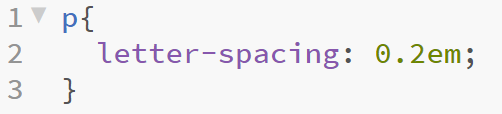 1 p{
2   letter-spacing: 0.2em;
3 }